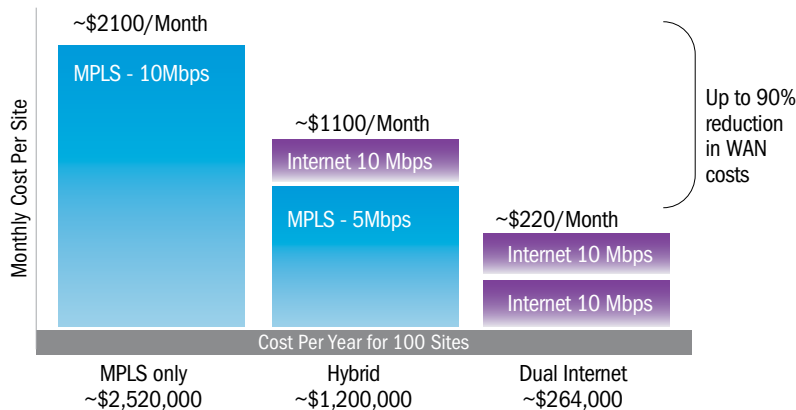 ~$2100/Month
MPLS - 10Mbps
~$1100/Month
Internet 10 Mbps
MPLS - 5Mbps
~$220/Month
Internet 10 Mbps
Internet 10 Mbps
Up to 90%
reduction
in WAN
costs
Monthly Cost Per Site
Cost Per Year for 100 Sites
MPLS only
~$2,520,000
Hybrid
~$1,200,000
Dual Internet
~$264,000